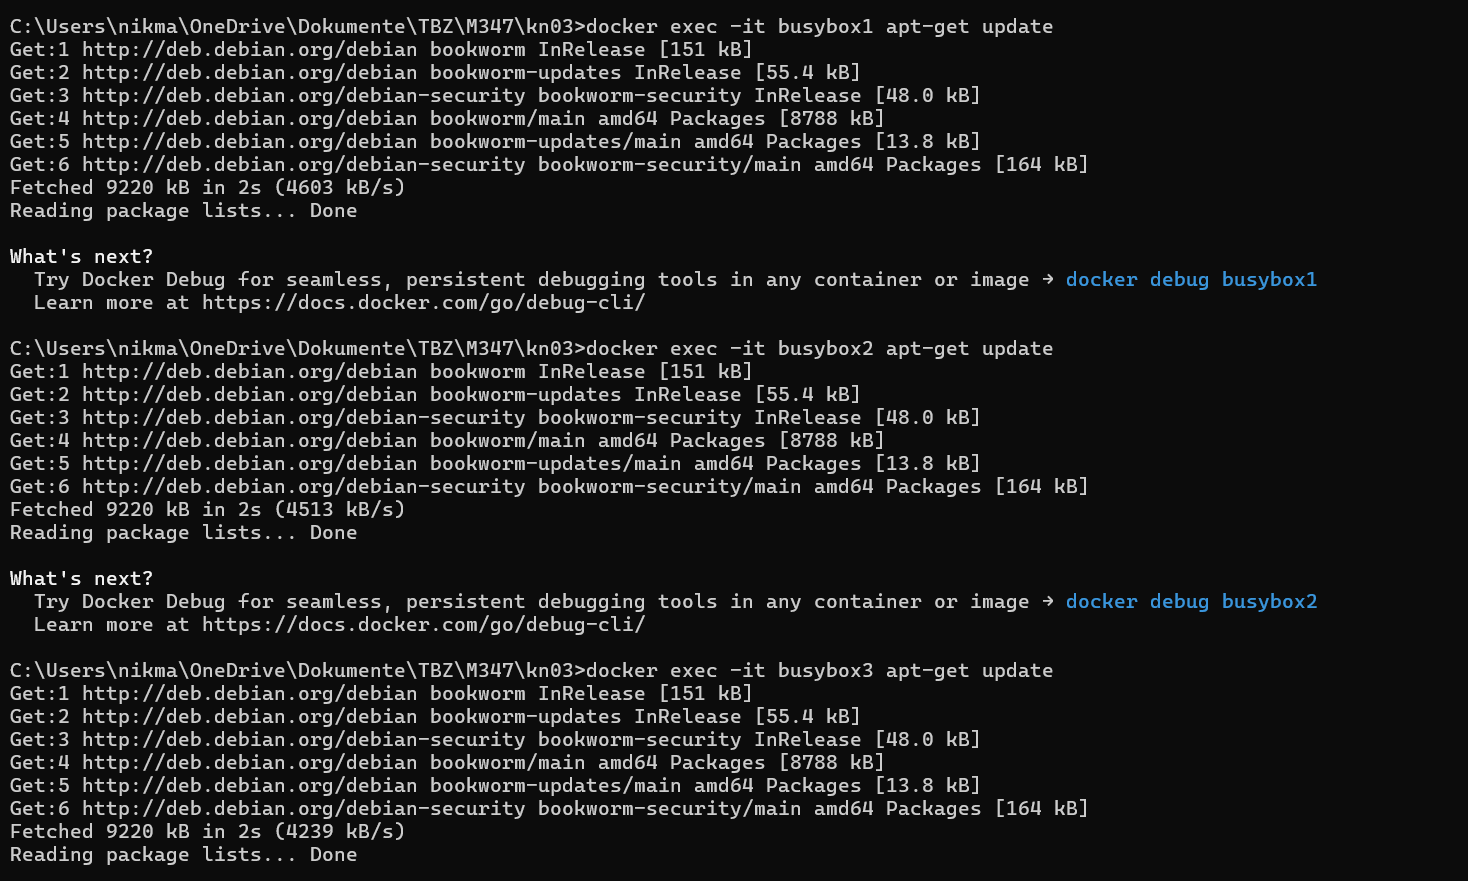 C:\Users\nikma\OneDrive\Dokumente\TBZ\M347\kn03>docker exec -it busybox1 apt-get update
Get:1 http://deb.debian.org/debian bookworm InRelease [151 kB]
Get:2 http://deb.debian.org/debian bookworm-updates InRelease [55.4 kB]
Get:3 http://deb.debian.org/debian-security bookworm-security InRelease [48.0 kB]
Get:4 http://deb.debian.org/debian bookworm/main amd64 Packages [8788 kB]
Get:5 http://deb.debian.org/debian bookworm-updates/main amd64 Packages [13.8 kB]
Get:6 http://deb.debian.org/debian-security bookworm-security/main amd64 Packages [164 kB]
Fetched 9220 kB in 2s (4603 kB/s)
Reading package lists... Done
What's next?
Try Docker Debug for seamless, persistent debugging tools in any container or image → docker debug busybox1
Learn more at https://docs.docker.com/go/debug-cli/
C:\Users\nikma\OneDrive\Dokumente\TBZ\M347\kn03>docker exec -it busybox2 apt-get update
Get:1 http://deb.debian.org/debian bookworm InRelease [151 kB]
Get:2 http://deb.debian.org/debian bookworm-updates InRelease [55.4 kB]
Get:3 http://deb.debian.org/debian-security bookworm-security InRelease [48.0 kB]
Get:4 http://deb.debian.org/debian bookworm/main amd64 Packages [8788 kB]
Get:5 http://deb.debian.org/debian bookworm-updates/main amd64 Packages [13.8 kB]
Get:6 http://deb.debian.org/debian-security bookworm-security/main amd64 Packages [164 kB]
Fetched 9220 kB in 2s (4513 kB/s)
Reading package lists... Done
What's next?
Try Docker Debug for seamless, persistent debugging tools in any container or image → docker debug busybox2
Learn more at https://docs.docker.com/go/debug-cli/
C:\Users\nikma\OneDrive\Dokumente\TBZ\M347\kn03>docker exec -it busybox3 apt-get update
Get:1 http://deb.debian.org/debian bookworm InRelease [151 kB]
Get:2 http://deb.debian.org/debian bookworm-updates InRelease [55.4 kB]
Get:3 http://deb.debian.org/debian-security bookworm-security InRelease [48.0 kB]
Get:4 http://deb.debian.org/debian bookworm/main amd64 Packages [8788 kB]
Get:5 http://deb.debian.org/debian bookworm-updates/main amd64 Packages [13.8 kB]
Get:6 http://deb.debian.org/debian-security bookworm-security/main amd64 Packages [164 kB]
Fetched 9220 kB in 2s (4239 kB/s)
Reading package lists... Done